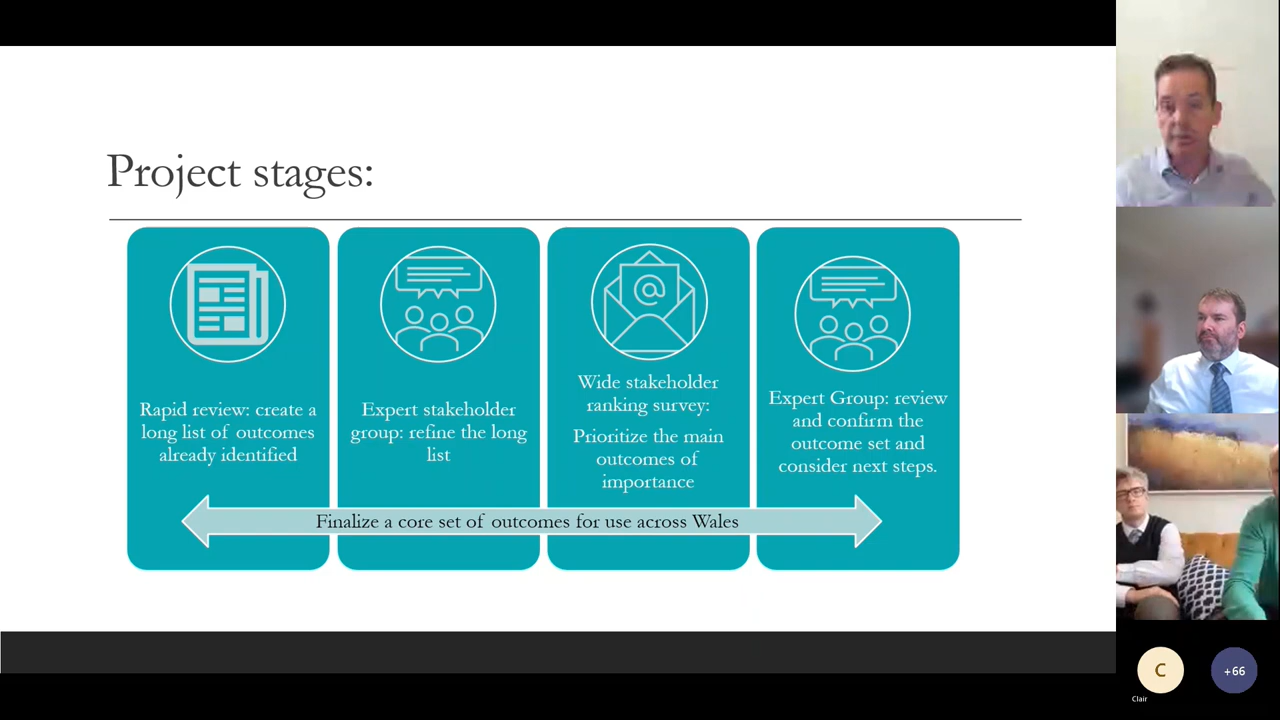 Project stages:
Rapid review: create a
long list of outcomes
already identified
Expert stakeholder
group: refine the long
list
@
Wide stakeholder
ranking survey:
Prioritize the main
outcomes of
importance
Expert Group: review
and confirm the
outcome set and
consider next steps.
Finalize a core set of outcomes for use across Wales
C
+66
Clair